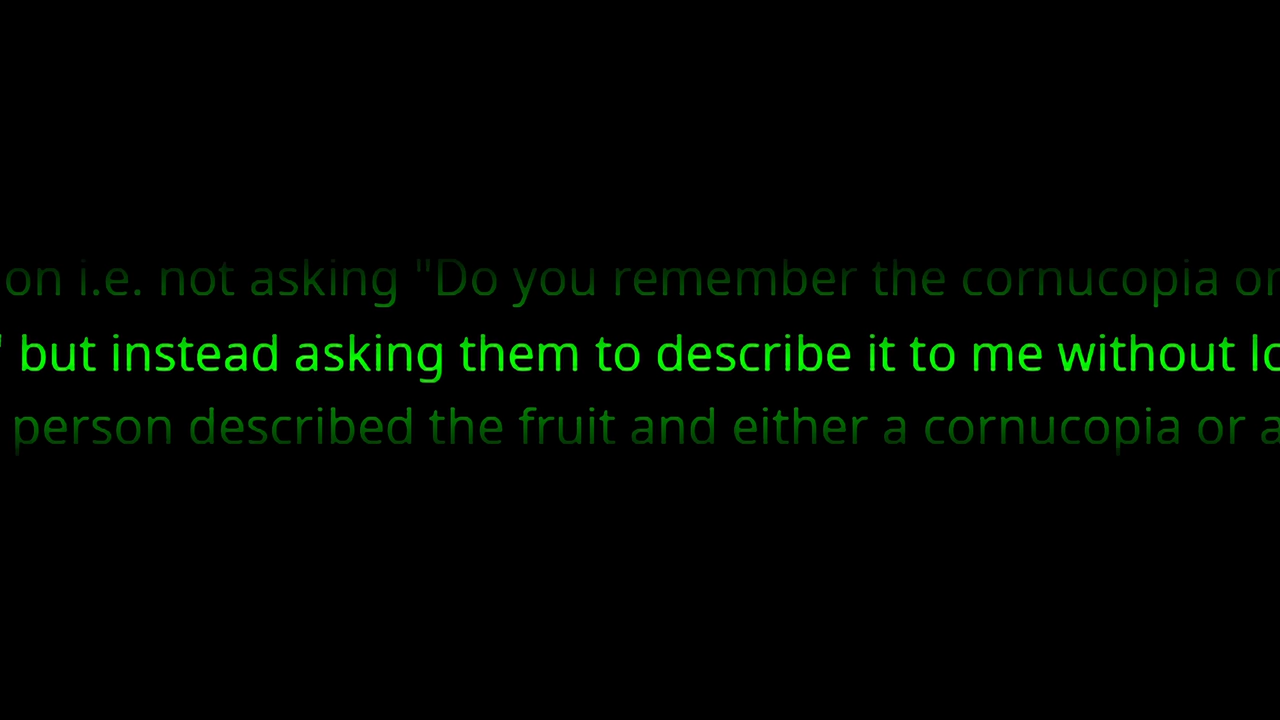 on i.e. not asking "Do you remember the cornucopia or
" but instead asking them to describe it to me without
person described the fruit and either a cornucopia or a